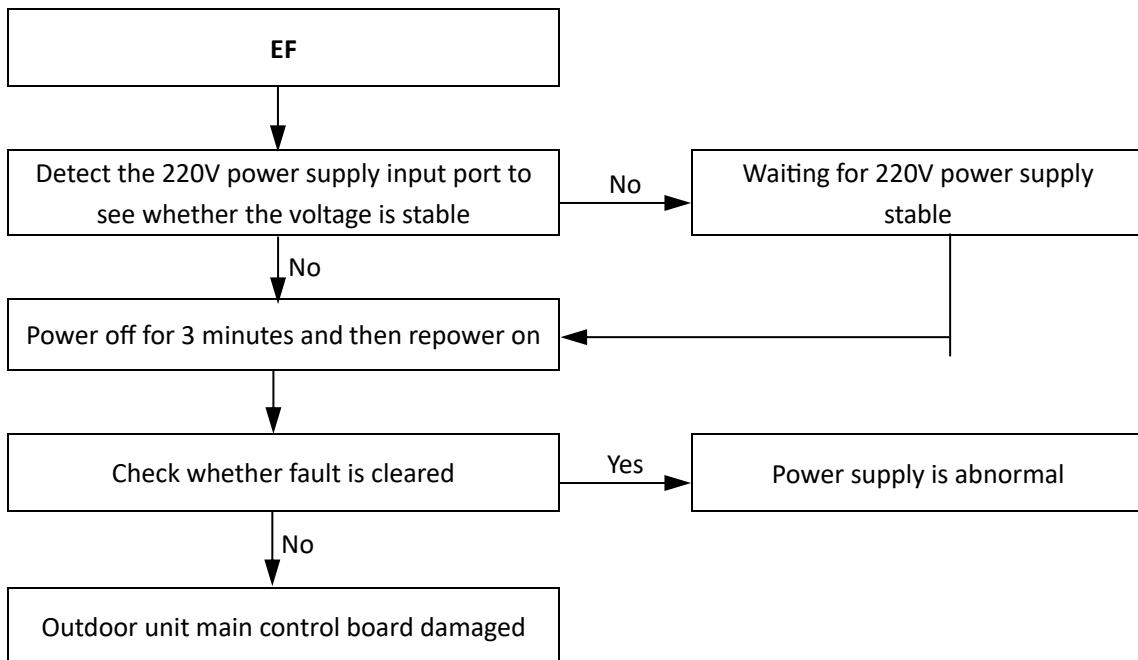 EF
Detect the 220V power supply input port to
see whether the voltage is stable
No
Waiting for 220V power supply
stable
No
Power off for 3 minutes and then repower on
Check whether fault is cleared
Yes
Power supply is abnormal
No
Outdoor unit main control board damaged